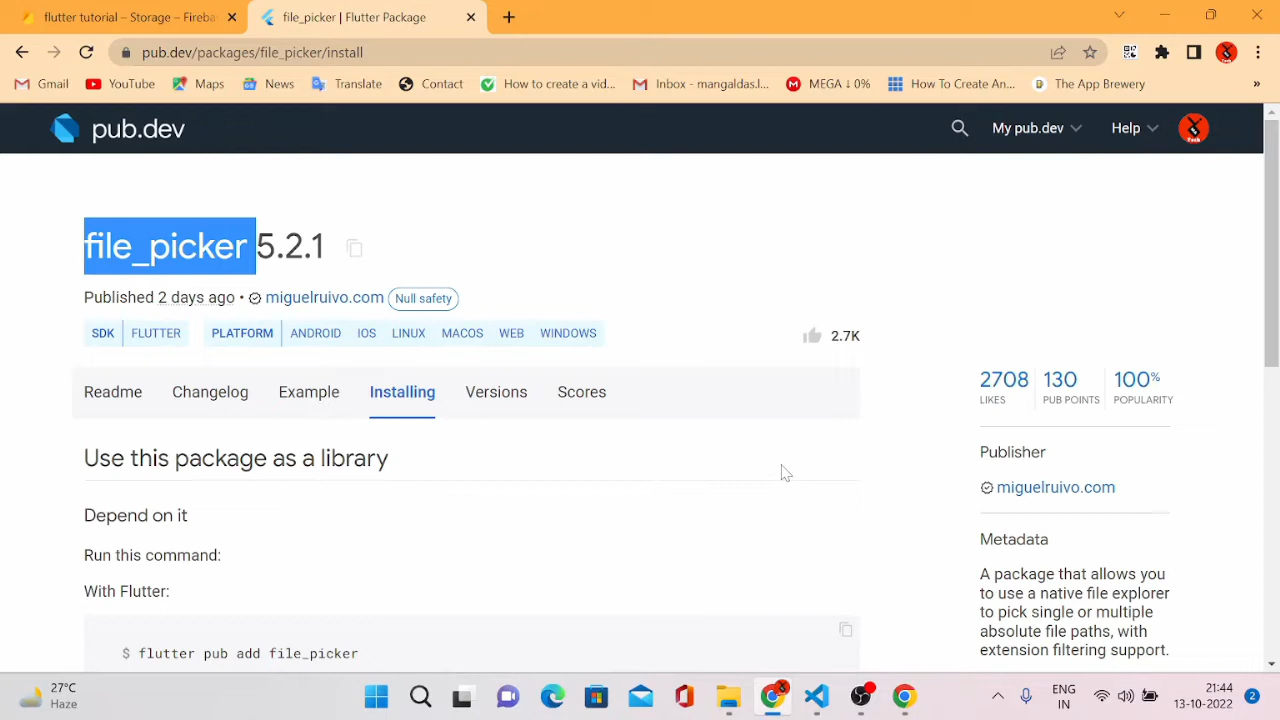 flutter tutorial – Storage – Fireba
file_picker | Flutter Package
pub.dev/packages/file_picker/install
Gmail
YouTube
Maps
News
Translate
Contact
How to create a vid...
Inbox - mangaldas.l...
MEGA ↓ 0%
How To Create An...
The App Brewery
»
pub.dev
My pub.dev
Help
file_picker 5.2.1
Published 2 days ago • miguelruivo.com Null safety
SDK FLUTTER PLATFORM ANDROID IOS LINUX MACOS WEB WINDOWS
2.7K
Readme
Changelog
Example
Installing
Versions
Scores
2708 130 100%
LIKES PUB POINTS POPULARITY
Use this package as a library
Publisher
miguelruivo.com
Depend on it
Metadata
Run this command:
A package that allows you
to use a native file explorer
to pick single or multiple
absolute file paths, with
extension filtering support.
With Flutter:
$ flutter pub add file_picker
27°C
Haze
ENG
IN
21:44
13-10-2022
2